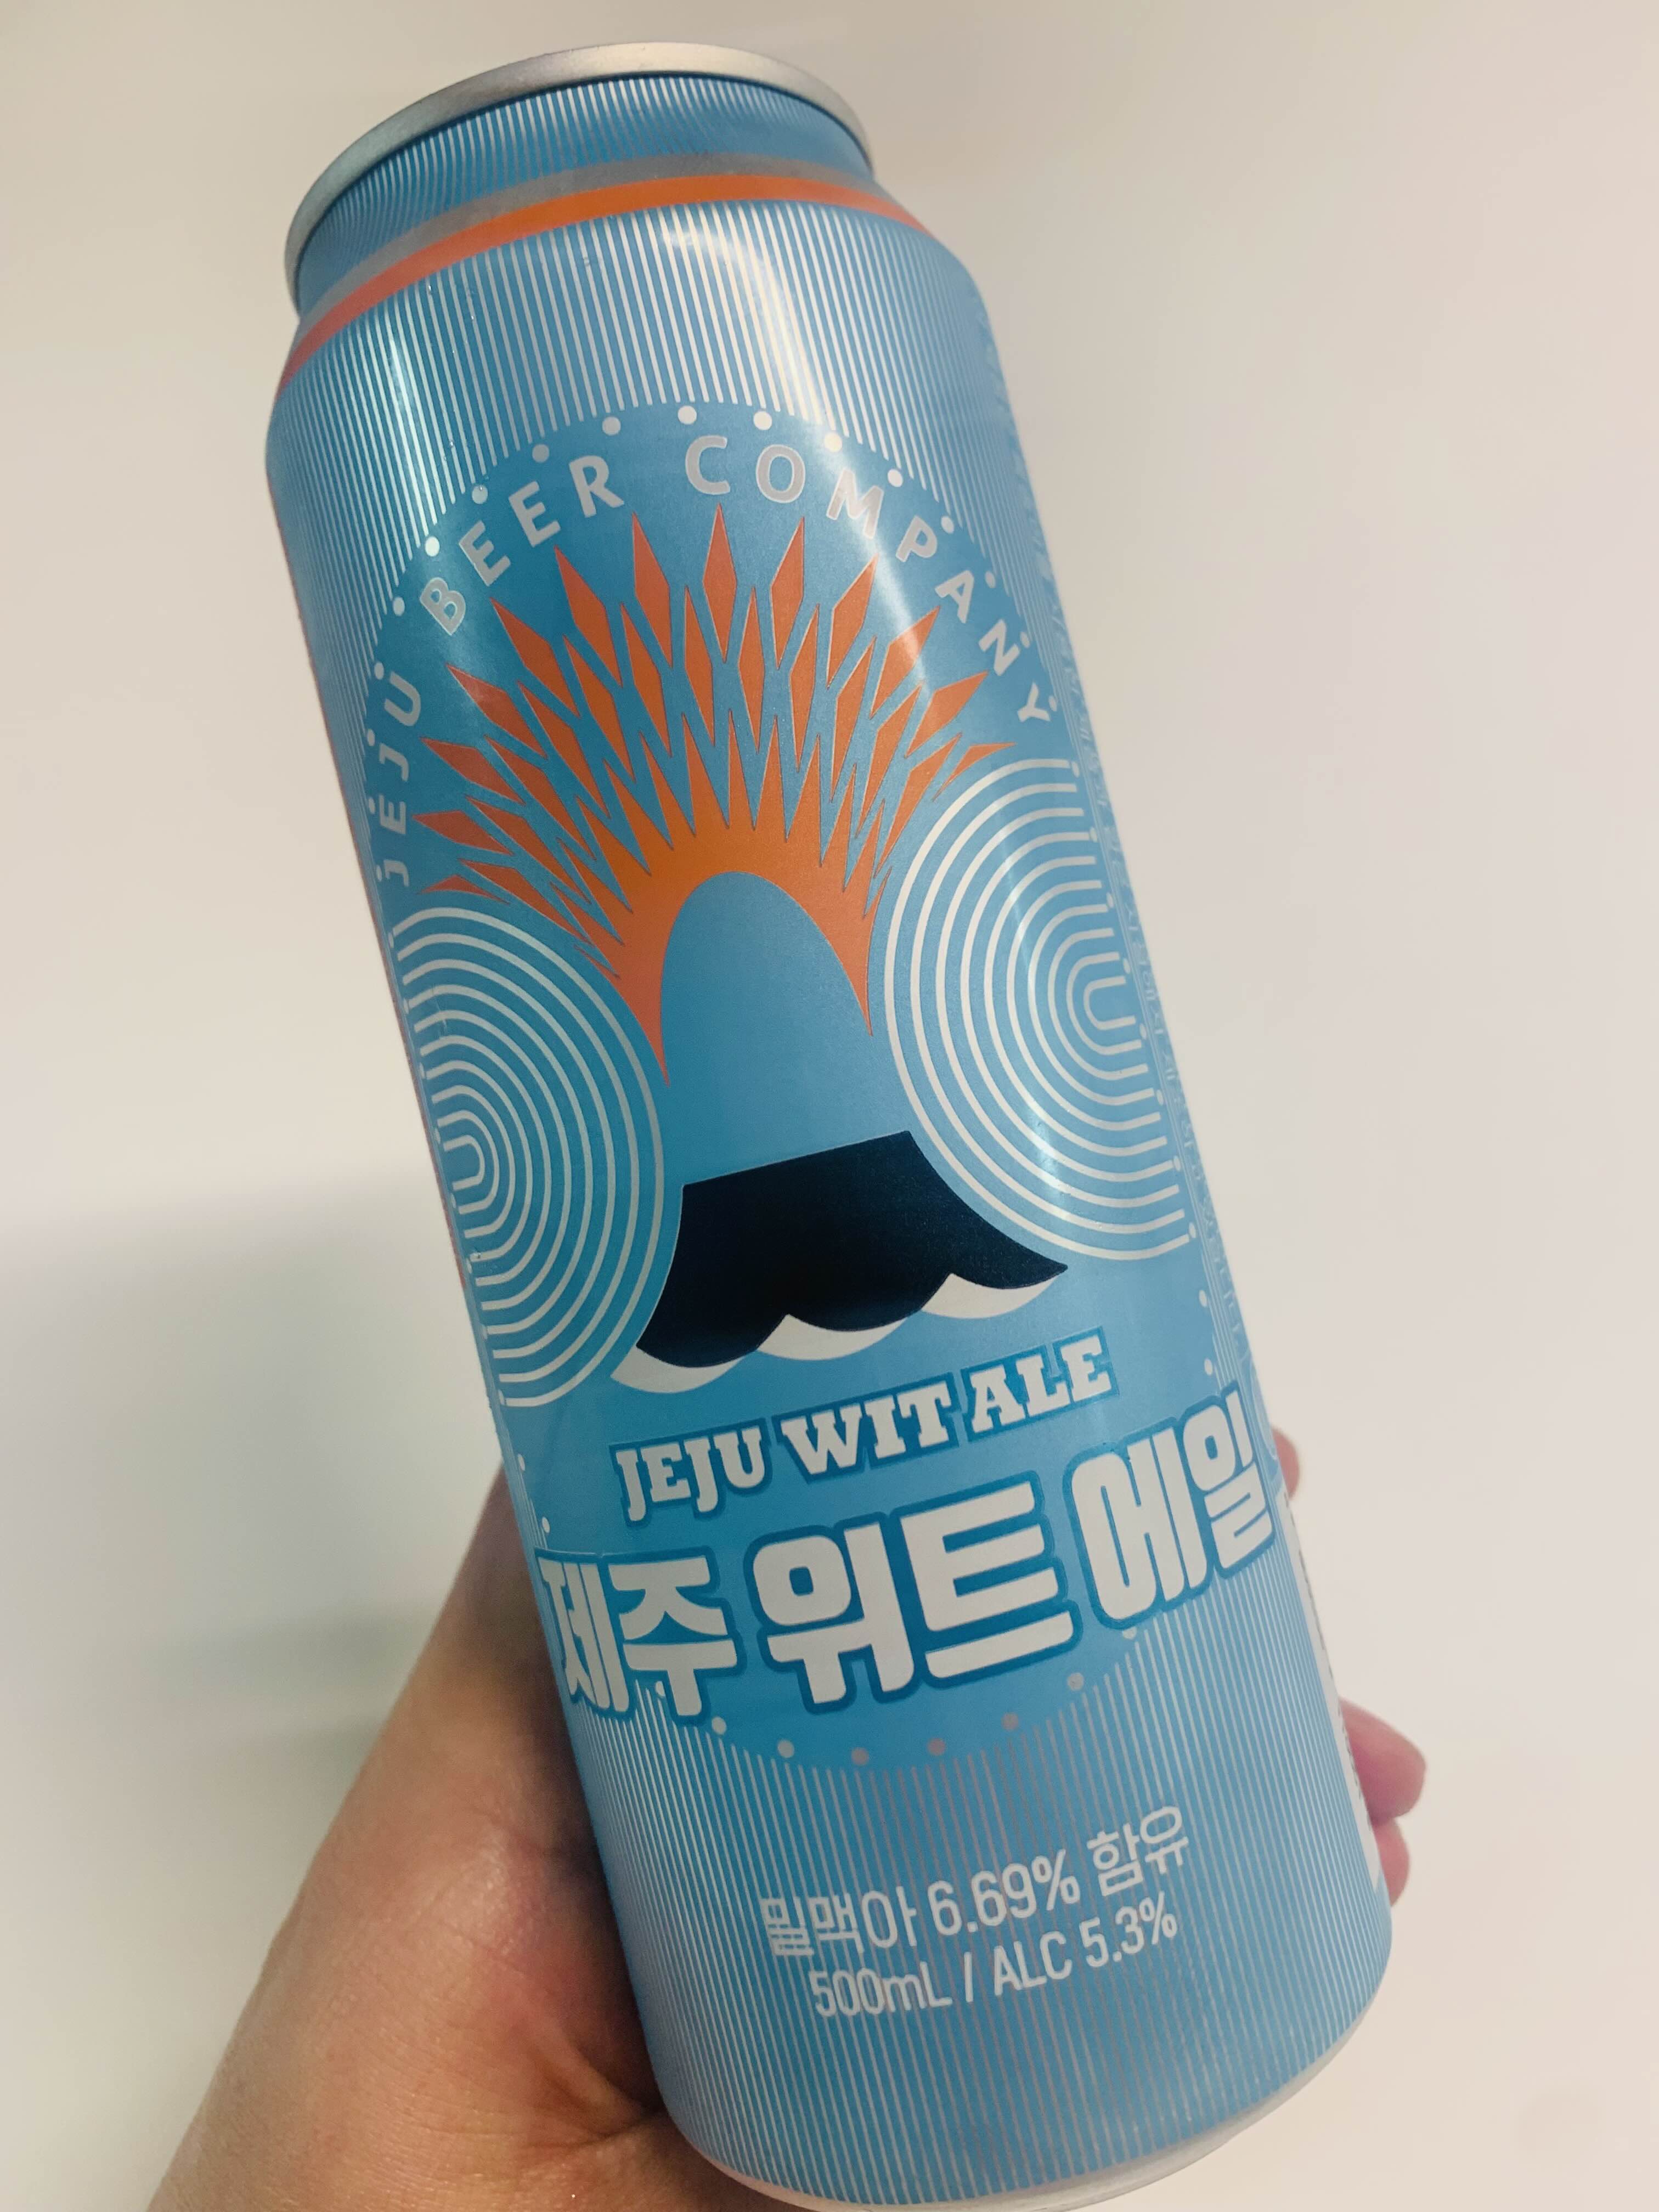 JEJU BEER COMPANY
JEJU WIT ALE
제주 위트 에일
밀맥아 6.69% 함유
500mL / ALC 5.3%